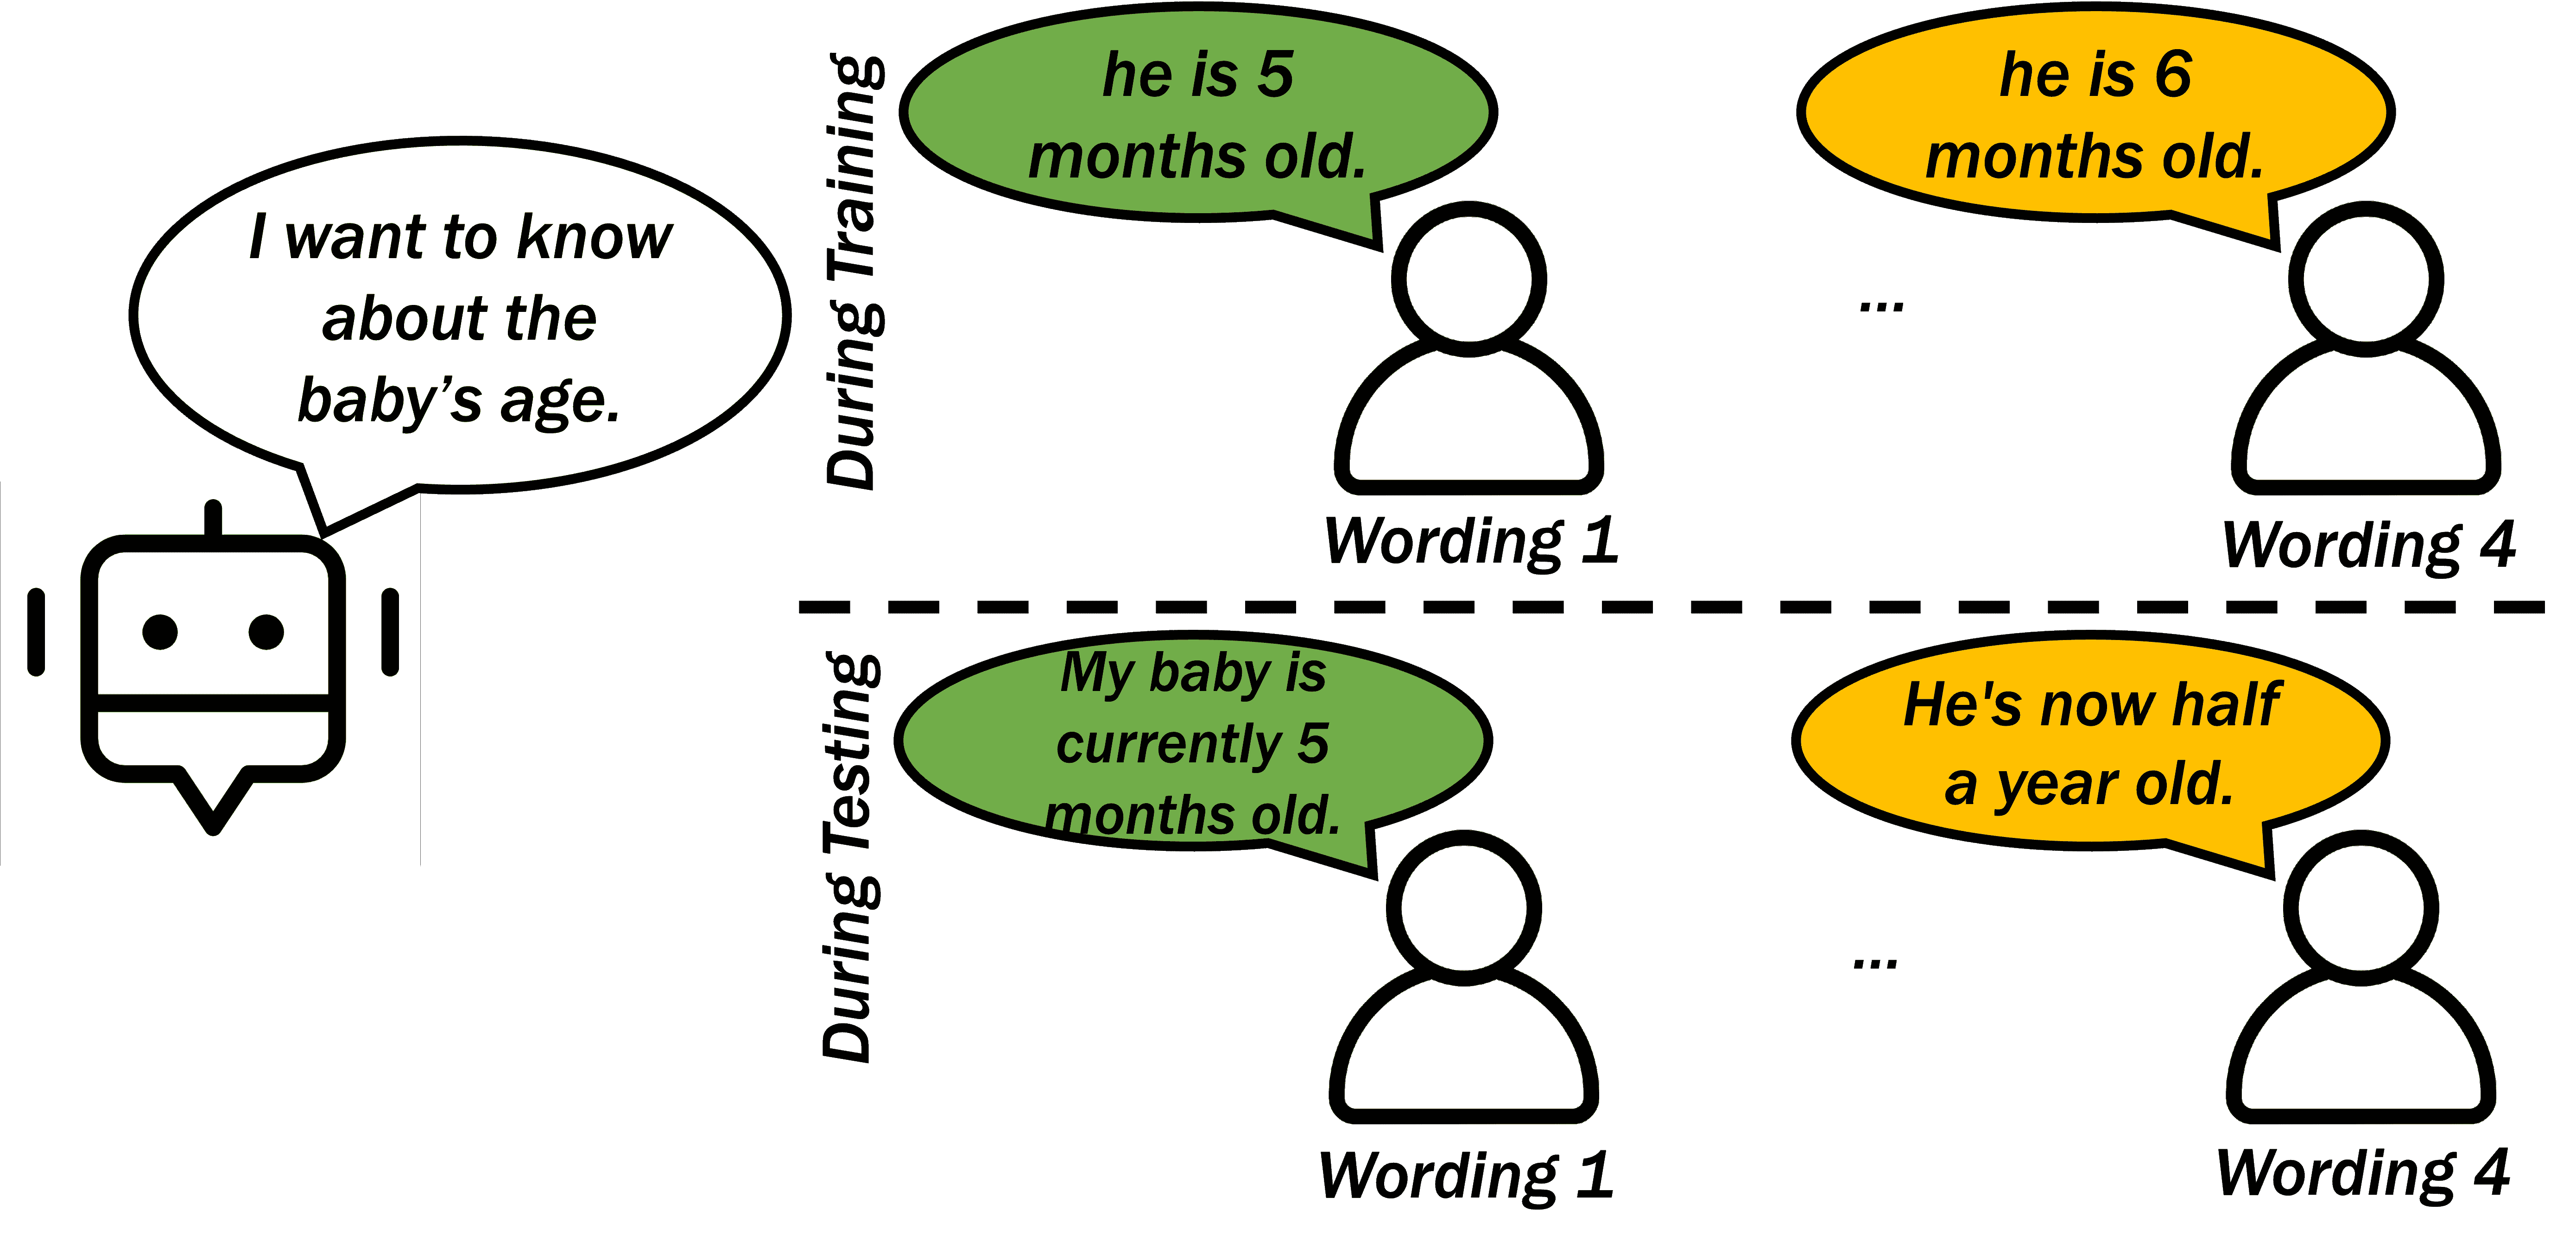 I want to know
about the
baby’s age.
During Training
he is 5
months old.
Wording 1
...
he is 6
months old.
Wording 4
During Testing
My baby is
currently 5
months old.
Wording 1
...
He's now half
a year old.
Wording 4